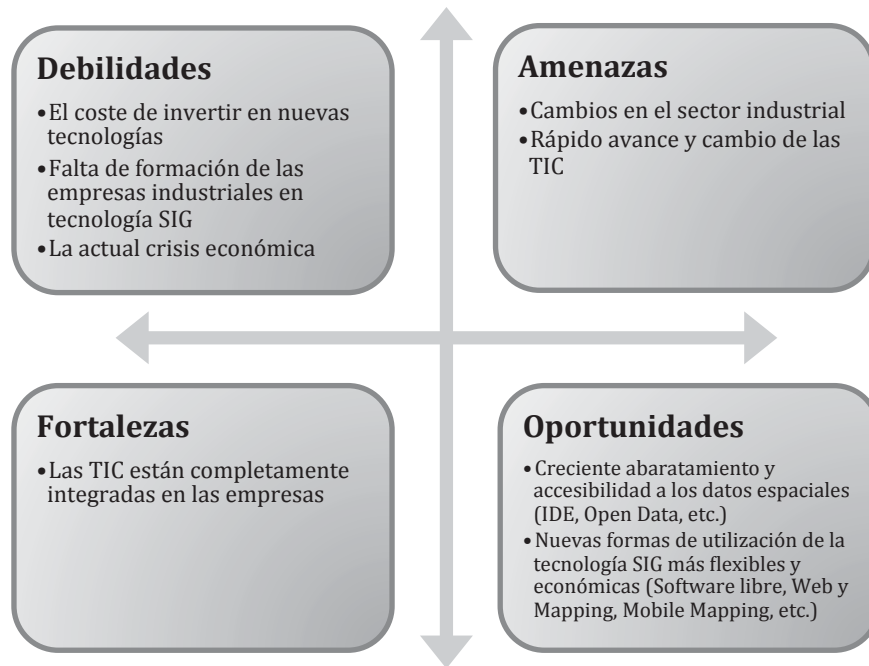 Debilidades
•El coste de invertir en nuevas
tecnologías
•Falta de formación de las
empresas industriales en
tecnología SIG
•La actual crisis económica
Amenazas
•Cambios en el sector industrial
•Rápido avance y cambio de las
TIC
Fortalezas
•Las TIC están completamente
integradas en las empresas
Oportunidades
•Creciente abaratamiento y
accesibilidad a los datos espaciales
(IDE, Open Data, etc.)
•Nuevas formas de utilización de la
tecnología SIG más flexibles y
económicas (Software libre, Web y
Mapping, Mobile Mapping, etc.)